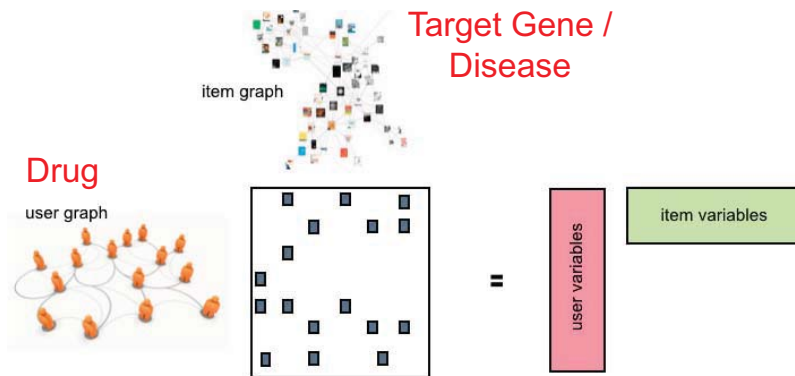 Target Gene /
Disease
item graph
Drug
user graph
=
user variables
item variables